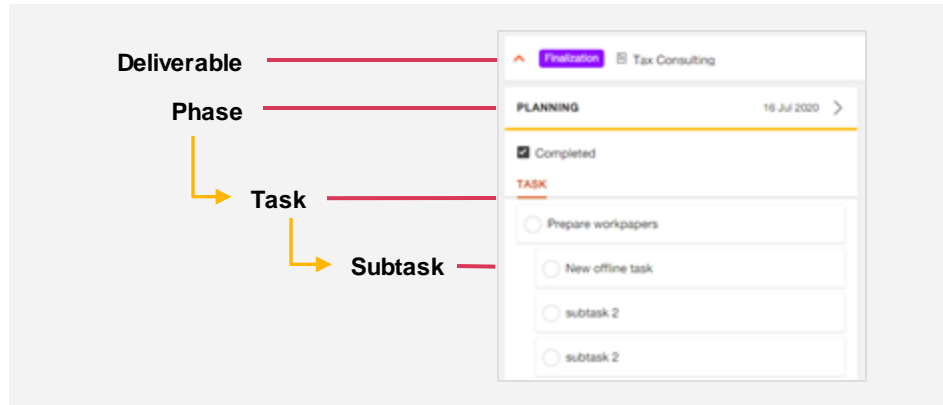 Deliverable
Finalization Tax Consulting
Phase
PLANNING 16 Jul 2020
Completed
TASK
Task
Prepare workpapers
Subtask
New offline task
subtask 2
subtask 2